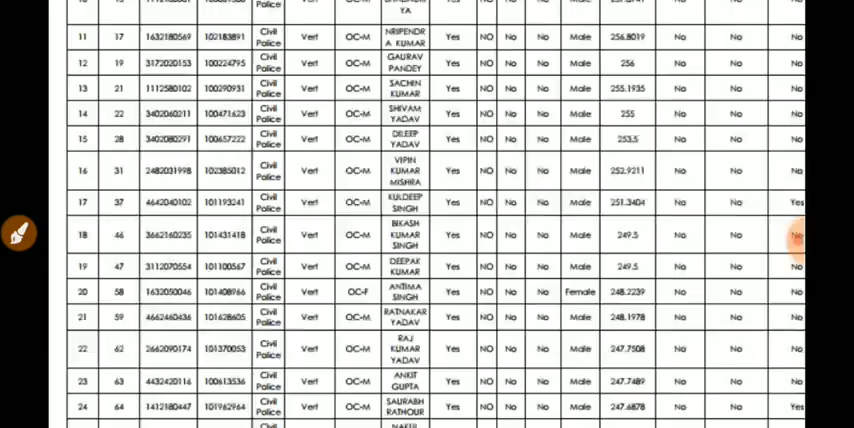 YA
11 17 1632180569 102183891 Civil Police Vert OC-M NRIPENDR A KUMAR Yes NO No No Male 256.8019 No No No
12 19 3172020153 100224795 Civil Police Vert OC-M GAURAV PANDEY Yes NO No No Male 256 No No No
13 21 1112580102 100290931 Civil Police Vert OC-M SACHIN KUMAR Yes NO No No Male 255.1935 No No No
14 22 3402060211 100471623 Civil Police Vert OC-M SHIVAM YADAV Yes NO No No Male 255 No No No
15 28 3402080291 100657222 Civil Police Vert OC-M DILEEP YADAV Yes NO No No Male 253.5 No No No
16 31 2482031998 102385012 Civil Police Vert OC-M VIPIN KUMAR MISHRA Yes NO No No Male 252.9211 No No No
17 37 4642040102 101193241 Civil Police Vert OC-M KULDEEP SINGH Yes NO No No Male 251.3404 No No Yes
18 46 3662160235 101431418 Civil Police Vert OC-M BIKASH KUMAR SINGH Yes NO No No Male 249.5 No No No
19 47 3112070554 101100567 Civil Police Vert OC-M DEEPAK KUMAR Yes NO No No Male 249.5 No No No
20 58 1632050046 101408966 Civil Police Vert OC-F ANTIMA SINGH Yes NO No No Female 248.2239 No No No
21 59 4662460436 101628605 Civil Police Vert OC-M RATNAKAR YADAV Yes NO No No Male 248.1978 No No No
22 62 2662090174 101370053 Civil Police Vert OC-M RAJ KUMAR YADAV Yes NO No No Male 247.7508 No No No
23 63 4432420116 100613536 Civil Police Vert OC-M ANKIT GUPTA Yes NO No No Male 247.7489 No No No
24 64 1412180447 101962964 Civil Police Vert OC-M SAURABH RATHOUR Yes NO No No Male 247.6878 No No Yes
Civil